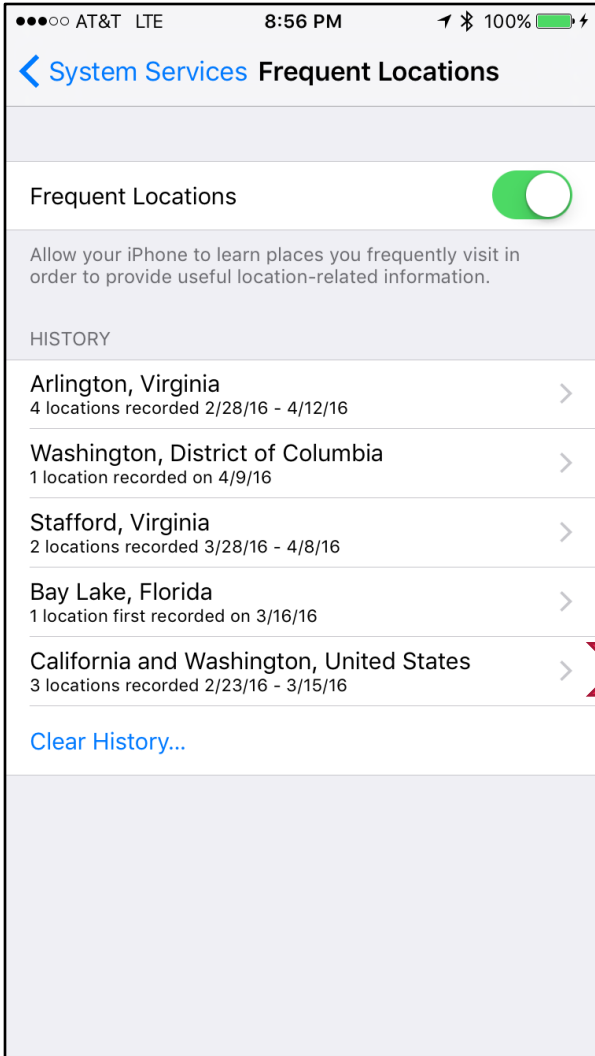 AT&T LTE 8:56 PM 100%
System Services Frequent Locations
Frequent Locations
Allow your iPhone to learn places you frequently visit in
order to provide useful location-related information.
HISTORY
Arlington, Virginia
4 locations recorded 2/28/16 - 4/12/16
Washington, District of Columbia
1 location recorded on 4/9/16
Stafford, Virginia
2 locations recorded 3/28/16 - 4/8/16
Bay Lake, Florida
1 location first recorded on 3/16/16
California and Washington, United States
3 locations recorded 2/23/16 - 3/15/16
Clear History...